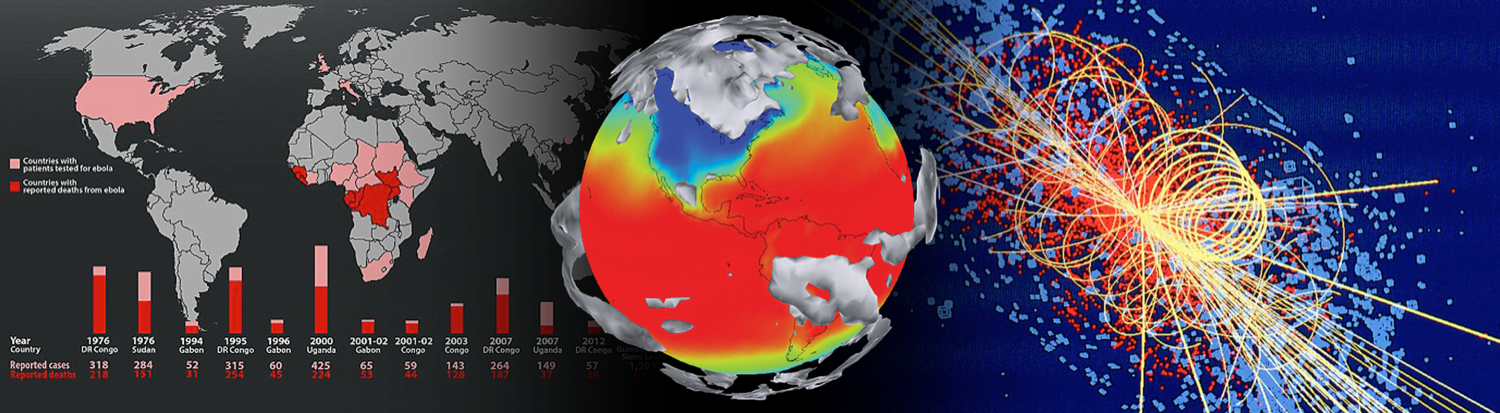 Countries with
patients tested for ebola
Countries with
reported deaths from ebola
Year 1976 1976 1994 1995 1996 2000 2001-02 2001-02 2003 2007 2007 2012
Country DR Congo Sudan Gabon DR Congo Gabon Uganda Gabon Congo Congo DR Congo Uganda DR Congo
Reported cases 318 284 52 315 60 425 65 59 143 264 149 57
Reported deaths 218 151 31 254 45 224 53 44 128 187 37 29